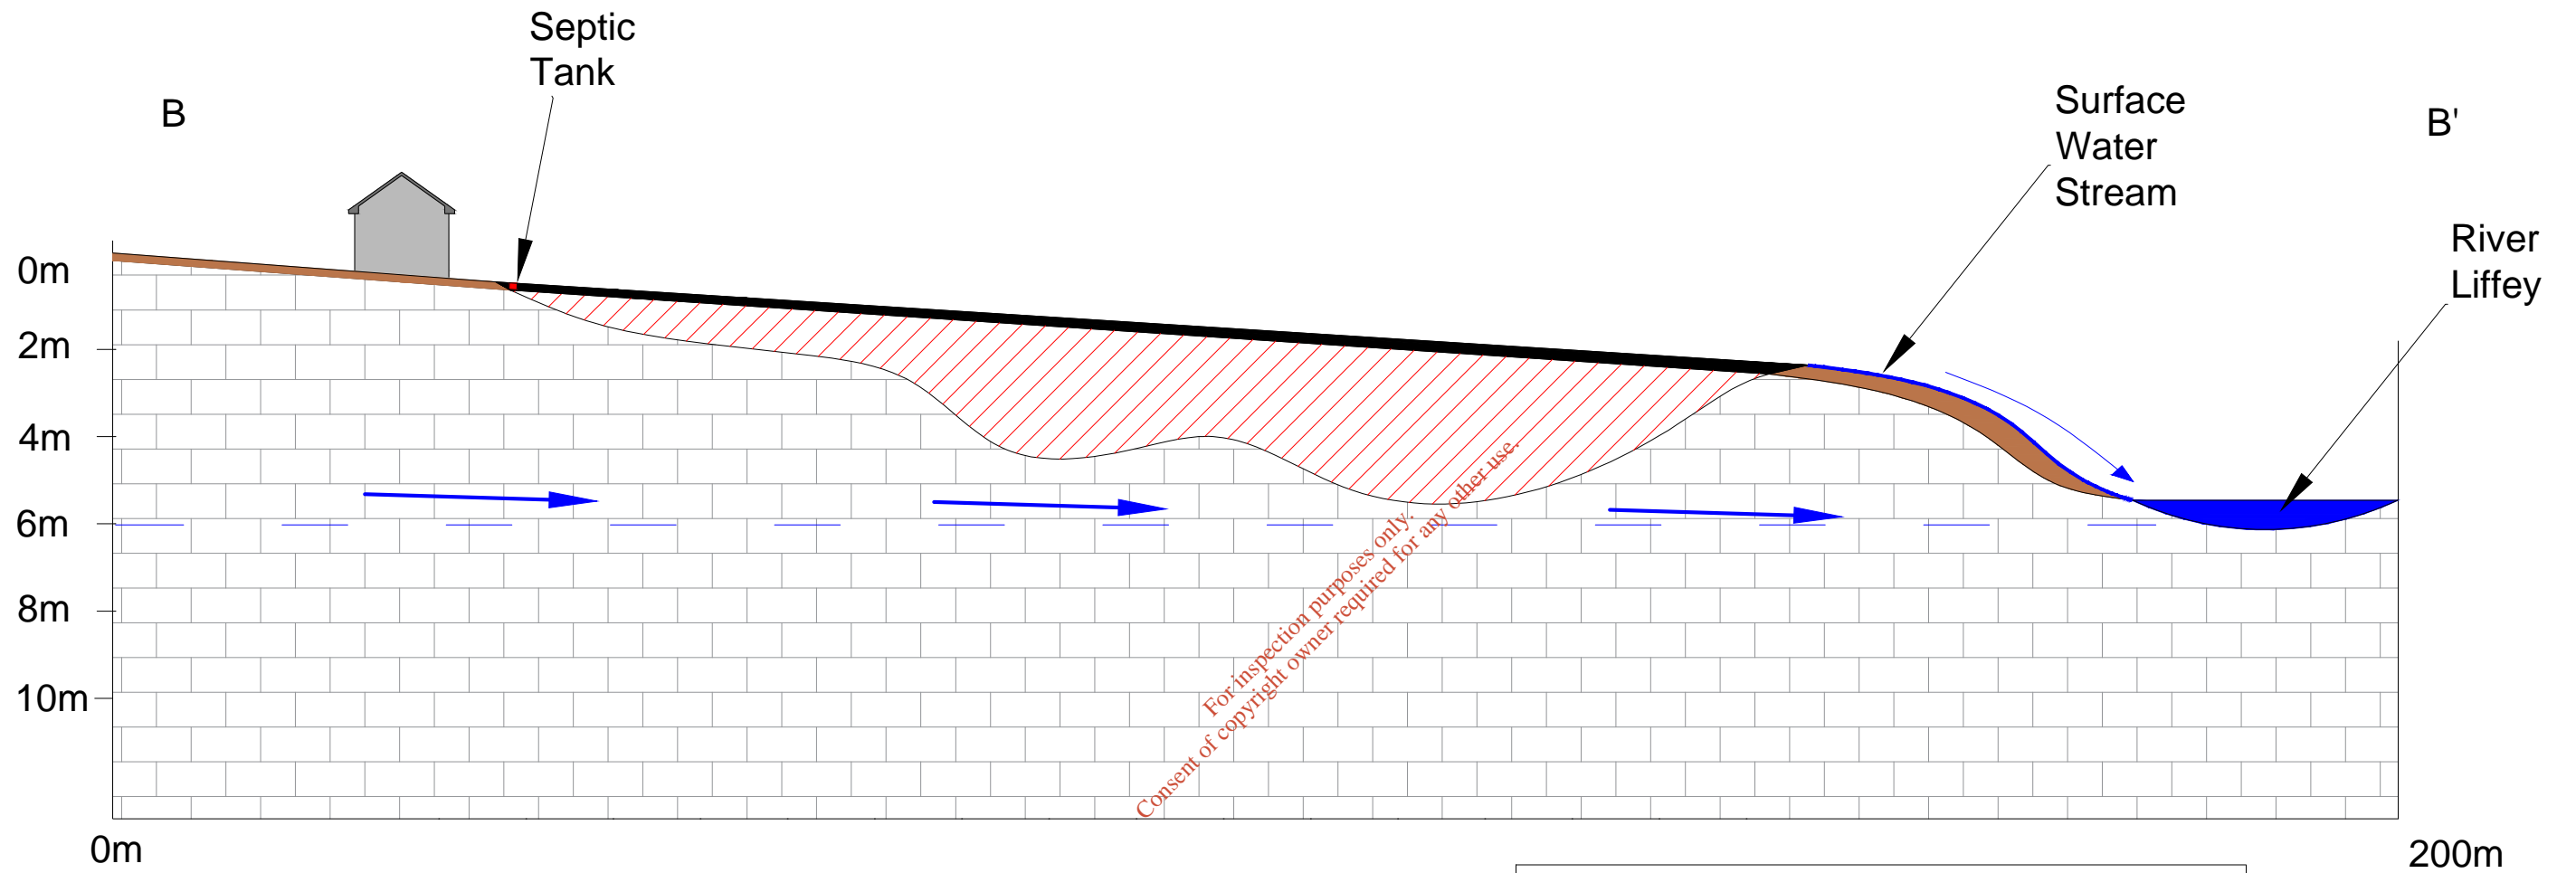 Septic
Tank
B
Surface
Water
Stream
B'
River
Liffey
0m
2m
4m
6m
8m
10m
For inspection purposes only.
Consent of copyright owner required for any other use.
0m
200m